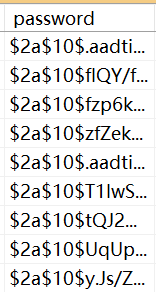 password
$2a$10$.aadti...
$2a$10$flQY/f...
$2a$10$fzp6k...
$2a$10$zfZek...
$2a$10$.aadti...
$2a$10$T1IwS...
$2a$10$tQJ2...
$2a$10$UqUp...
$2a$10$y.Js/Z...